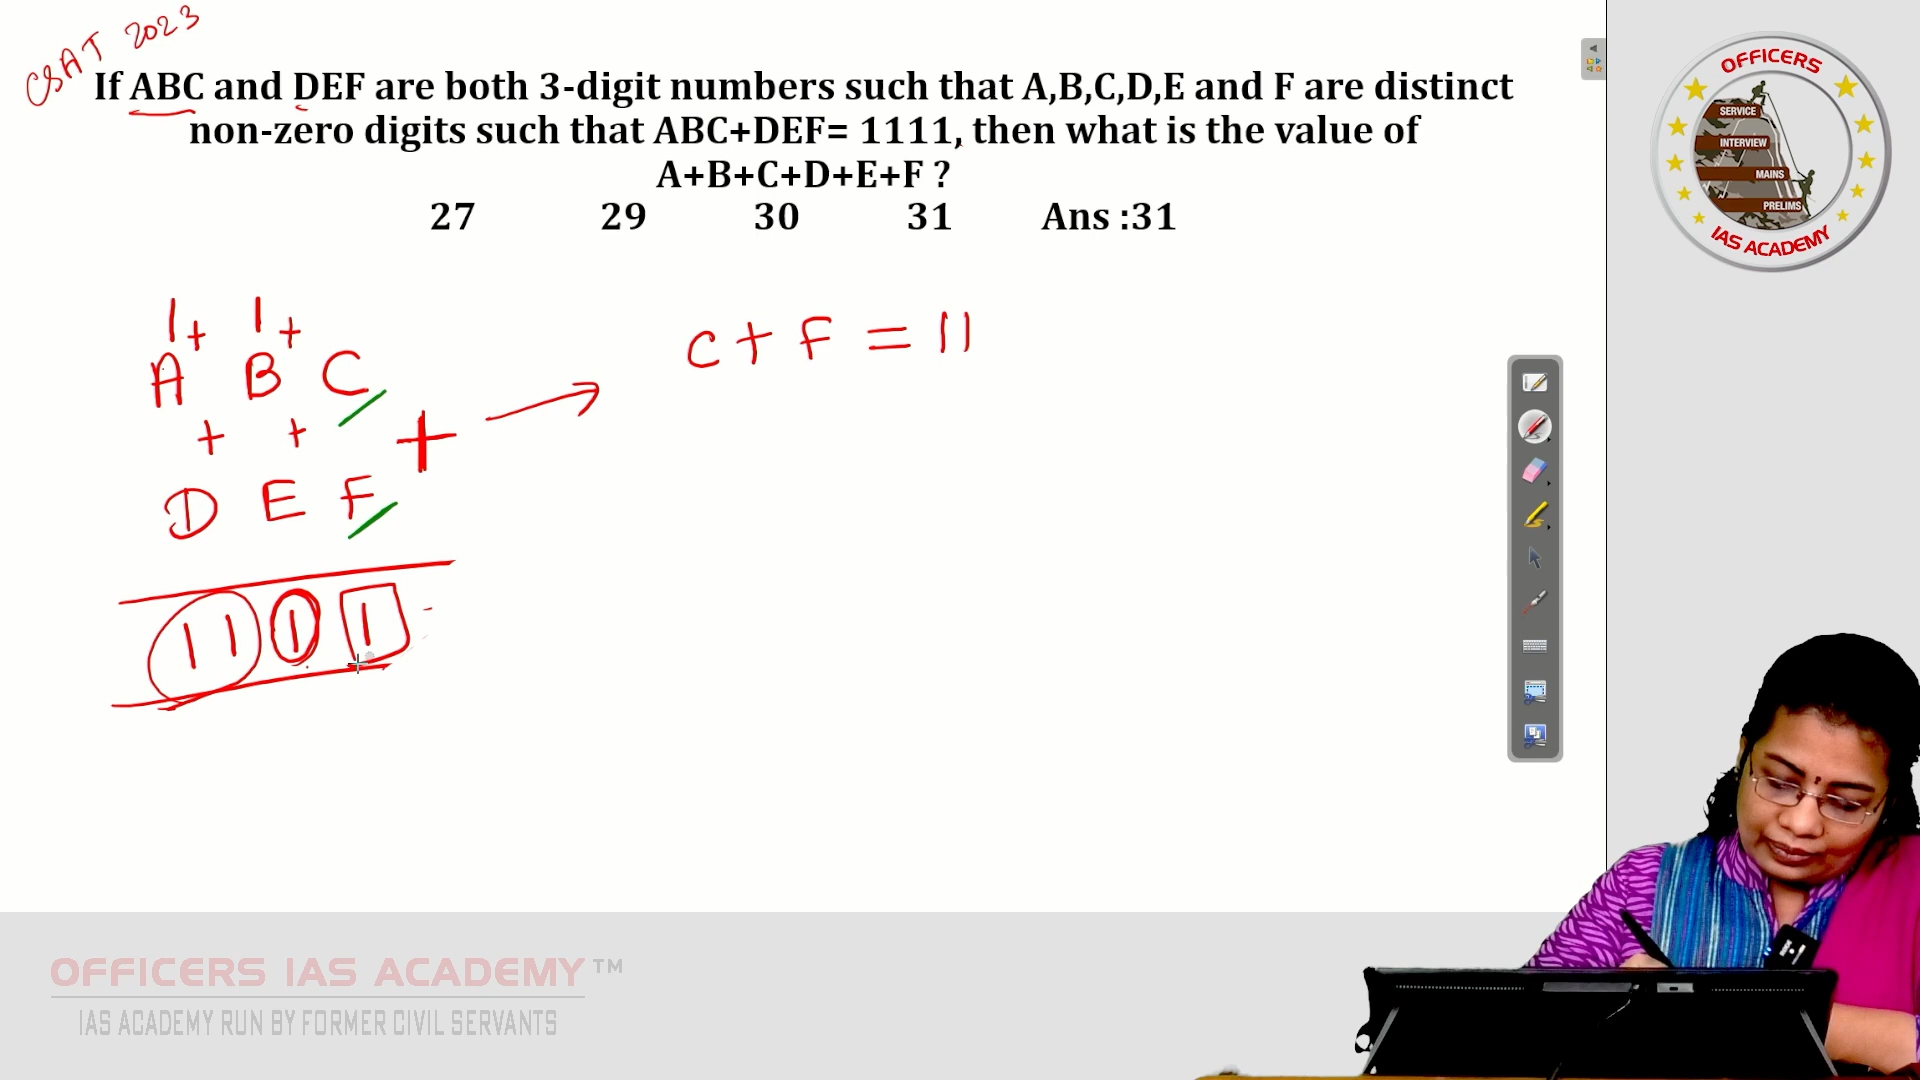 CSAT 2023
If ABC and DEF are both 3-digit numbers such that A,B,C,D,E and F are distinct
non-zero digits such that ABC+DEF= 1111, then what is the value of
A+B+C+D+E+F ?
27 29 30 31 Ans :31
1+ 1+
A B C
+ + +
D E F
1 1 1 1
C + F = 11
OFFICERS
SERVICE
INTERVIEW
MAINS
PRELIMS
IAS ACADEMY
OFFICERS IAS ACADEMY™
IAS ACADEMY RUN BY FORMER CIVIL SERVANTS